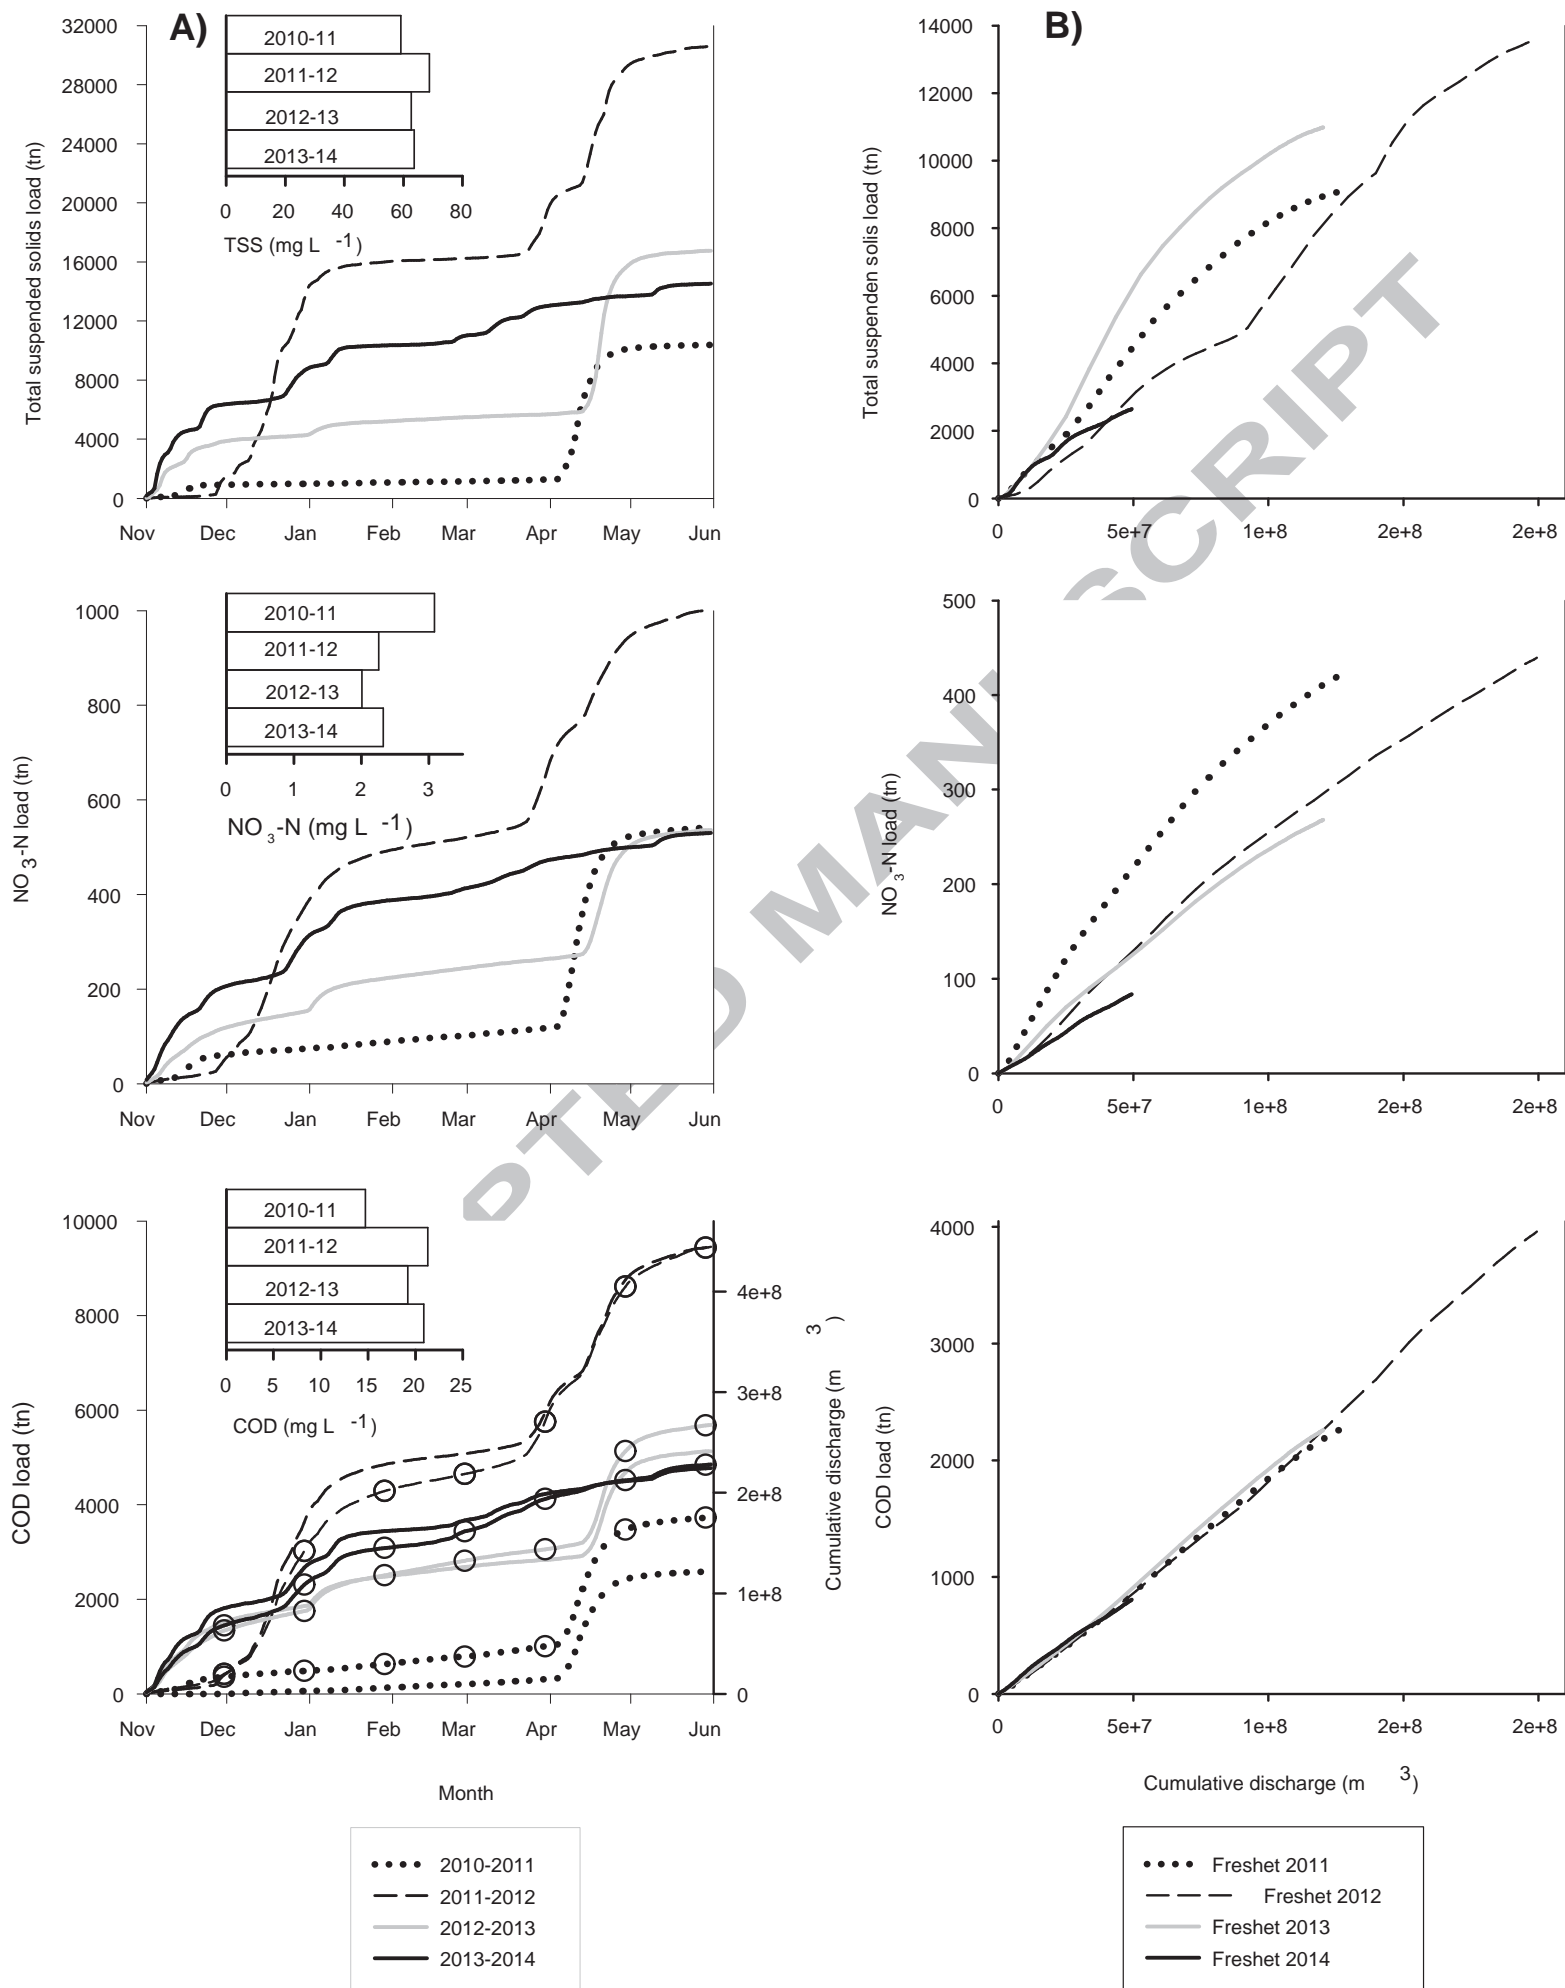 A)
32000
28000
24000
20000
16000
12000
8000
4000
0
Total suspended solids load (tn)
2010-11
2011-12
2012-13
2013-14
0 20 40 60 80
TSS (mg L -1)
Nov Dec Jan Feb Mar Apr May Jun
B)
14000
12000
10000
8000
6000
4000
2000
0
Total suspenden solis load (tn)
0 5e+7 1e+8 2e+8 2e+8
1000
800
600
400
200
0
NO3-N load (tn)
2010-11
2011-12
2012-13
2013-14
0 1 2 3
NO3-N (mg L -1)
Nov Dec Jan Feb Mar Apr May Jun
500
400
300
200
100
0
NO3-N load (tn)
0 5e+7 1e+8 2e+8 2e+8
10000
8000
6000
4000
2000
0
COD load (tn)
2010-11
2011-12
2012-13
2013-14
0 5 10 15 20 25
COD (mg L -1)
4e+8
3e+8
2e+8
1e+8
0
Cumulative discharge (m 3)
Nov Dec Jan Feb Mar Apr May Jun
Month
4000
3000
2000
1000
0
COD load (tn)
0 5e+7 1e+8 2e+8 2e+8
Cumulative discharge (m 3)
2010-2011
2011-2012
2012-2013
2013-2014
Freshet 2011
Freshet 2012
Freshet 2013
Freshet 2014